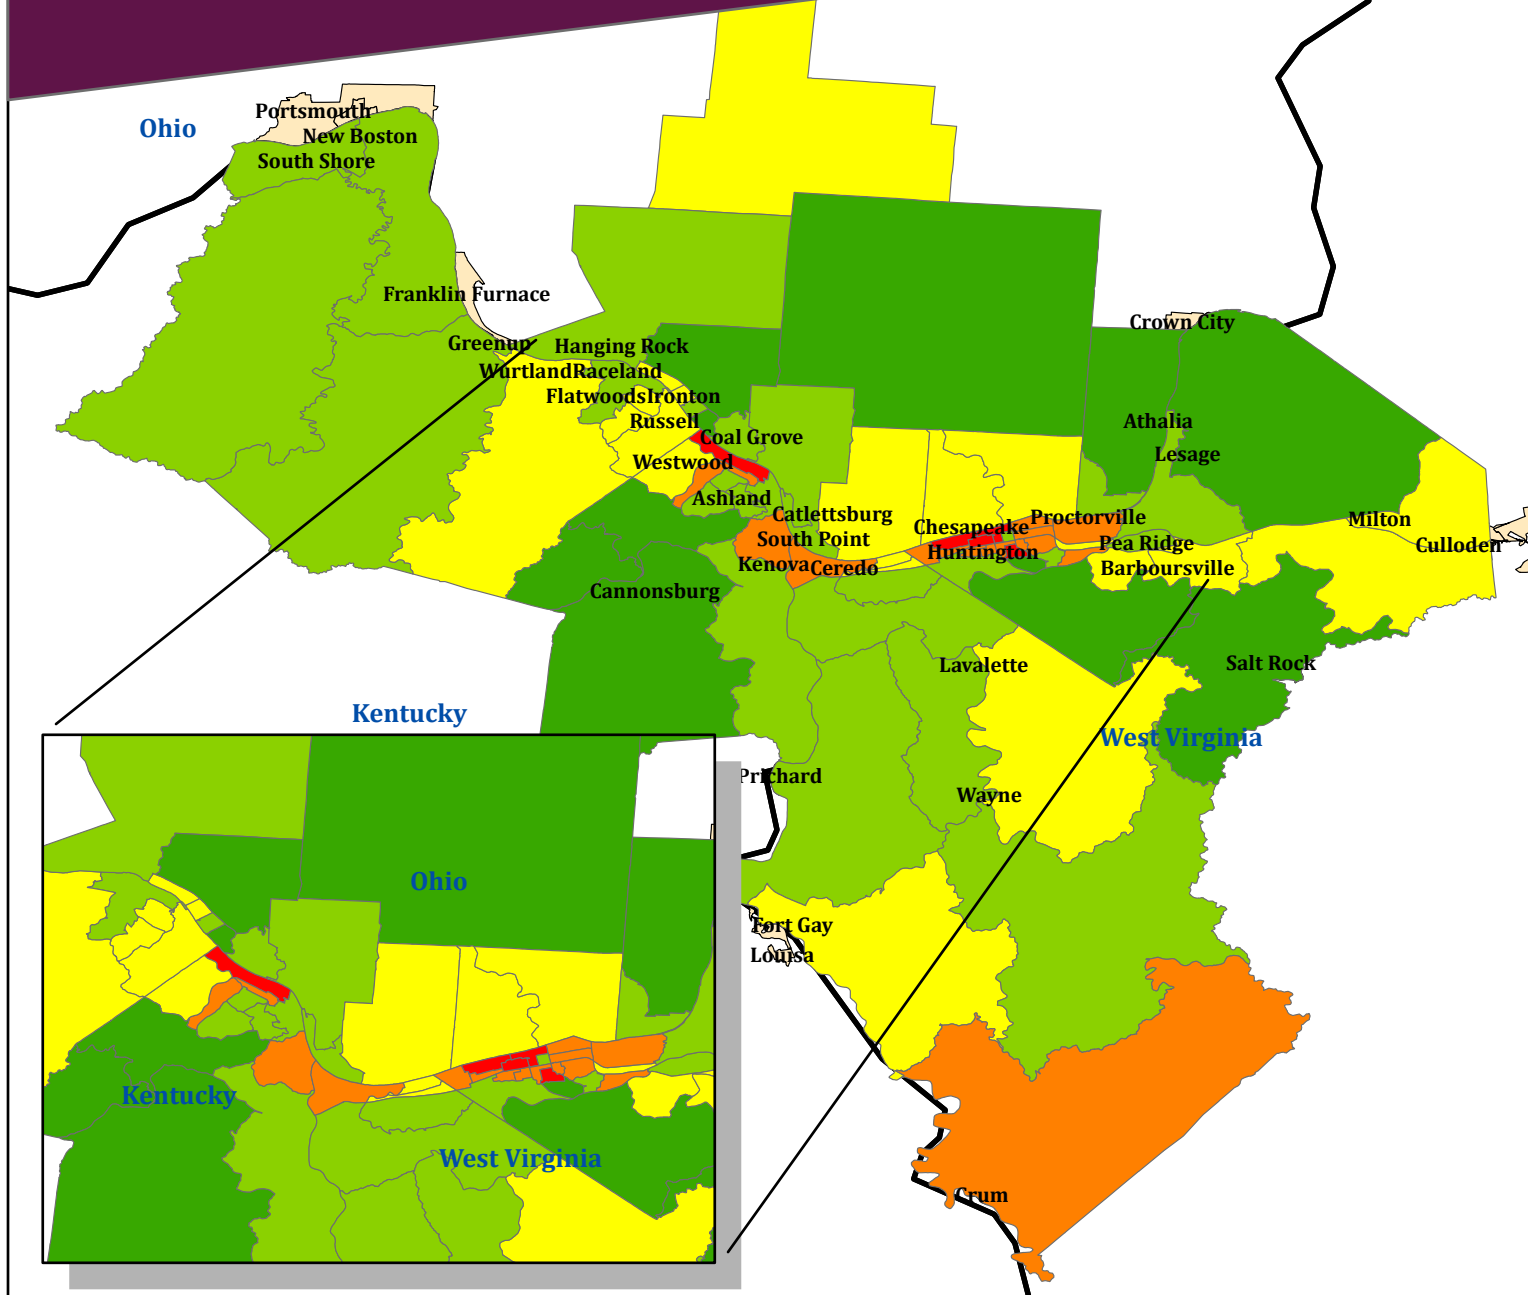 Portsmouth
Ohio
New Boston
South Shore
Franklin Furnace
Crown City
Greenup
Hanging Rock
Wurtland Raceland
Flatwoods Ironton
Russell
Athalia
Coal Grove
Lesage
Westwood
Ashland
Catlettsburg
Proctorville
Milton
Chesapeake
South Point
Pea Ridge
Culloden
Huntington
Kenova Ceredo
Barboursville
Cannonsburg
Lavalette
Salt Rock
Kentucky
West Virginia
Prichard
Wayne
Ohio
Fort Gay
Louisa
Kentucky
West Virginia
Crum